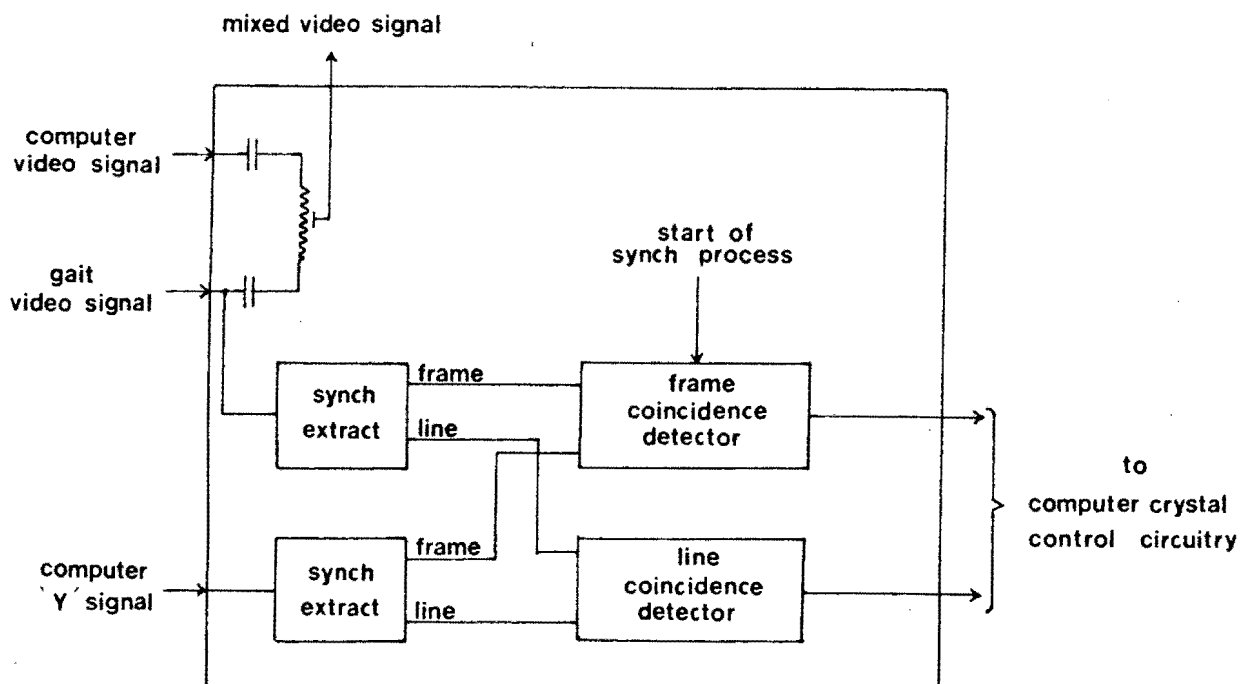 mixed video signal
computer
video signal
gait
video signal
start of
synch process
synch
extract
frame
line
frame
coincidence
detector
to
computer crystal
control circuitry
computer
'Y' signal
synch
extract
frame
line
line
coincidence
detector